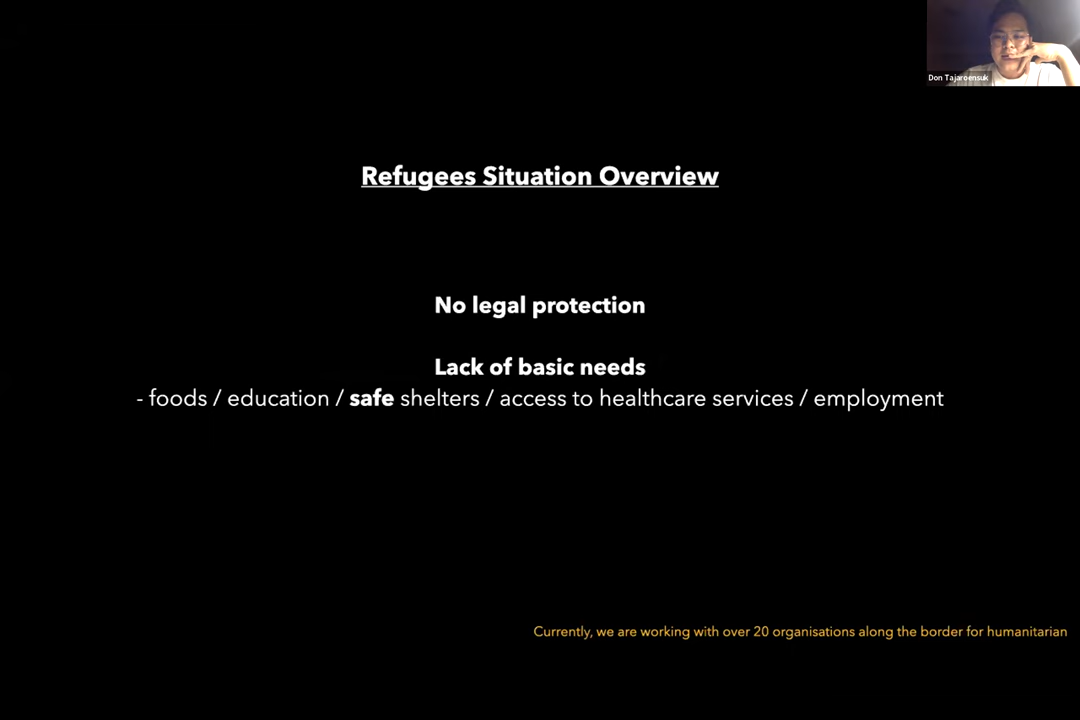 Don Tajaroensuk
Refugees Situation Overview
No legal protection
Lack of basic needs
- foods / education / safe shelters / access to healthcare services / employment
Currently, we are working with over 20 organisations along the border for humanitarian